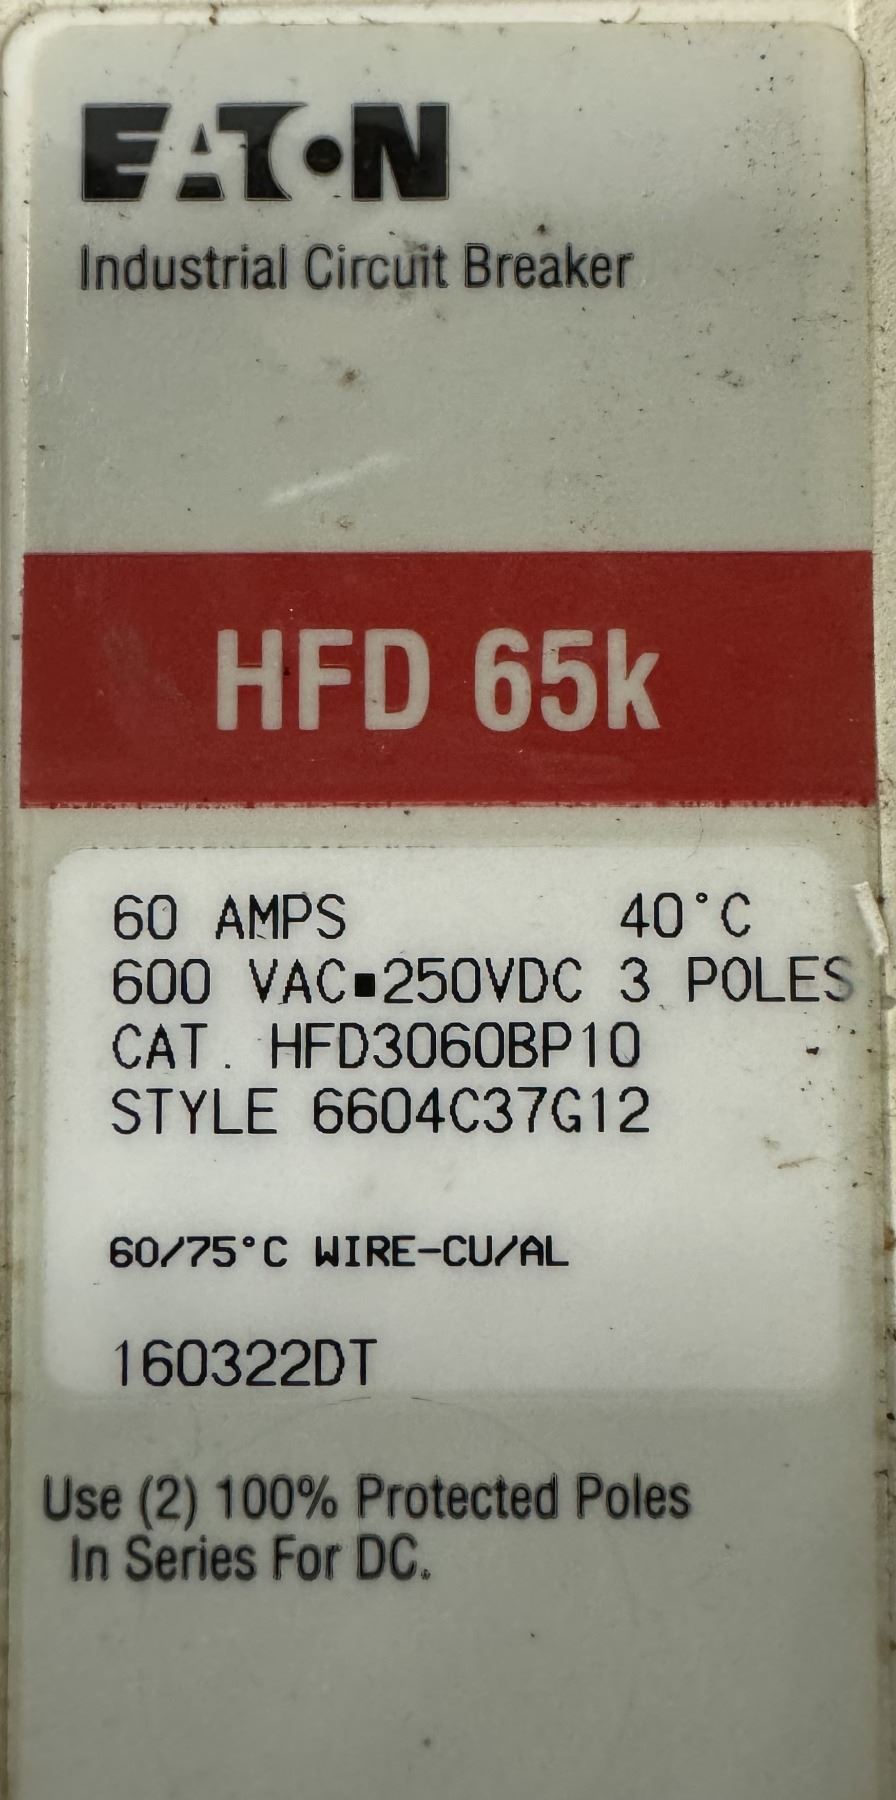 EATON
Industrial Circuit Breaker
HFD 65k
60 AMPS 40°C
600 VAC▪250VDC 3 POLES
CAT. HFD3060BP10
STYLE 6604C37G12
60/75°C WIRE-CU/AL
160322DT
Use (2) 100% Protected Poles
In Series For DC.